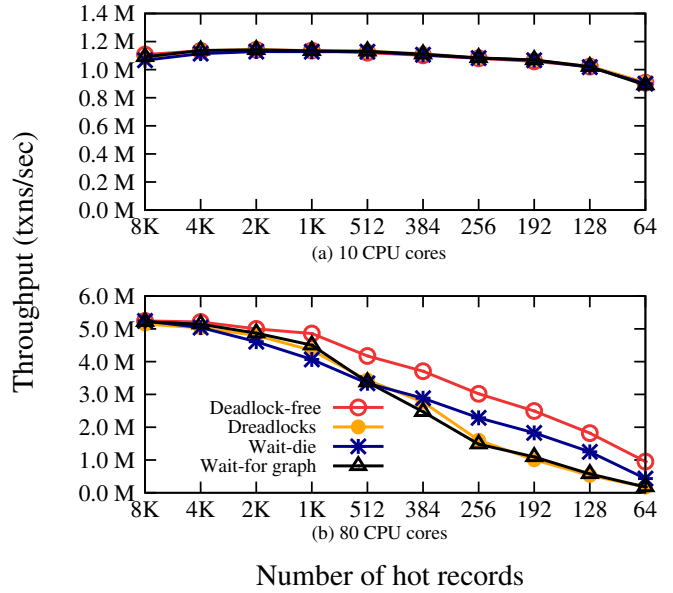 Throughput (txns/sec)
1.4 M
1.2 M
1.0 M
0.8 M
0.6 M
0.4 M
0.2 M
0.0 M
8K 4K 2K 1K 512 384 256 192 128 64
(a) 10 CPU cores
6.0 M
5.0 M
4.0 M
3.0 M
2.0 M
1.0 M
0.0 M
Deadlock-free
Dreadlocks
Wait-die
Wait-for graph
8K 4K 2K 1K 512 384 256 192 128 64
(b) 80 CPU cores
Number of hot records